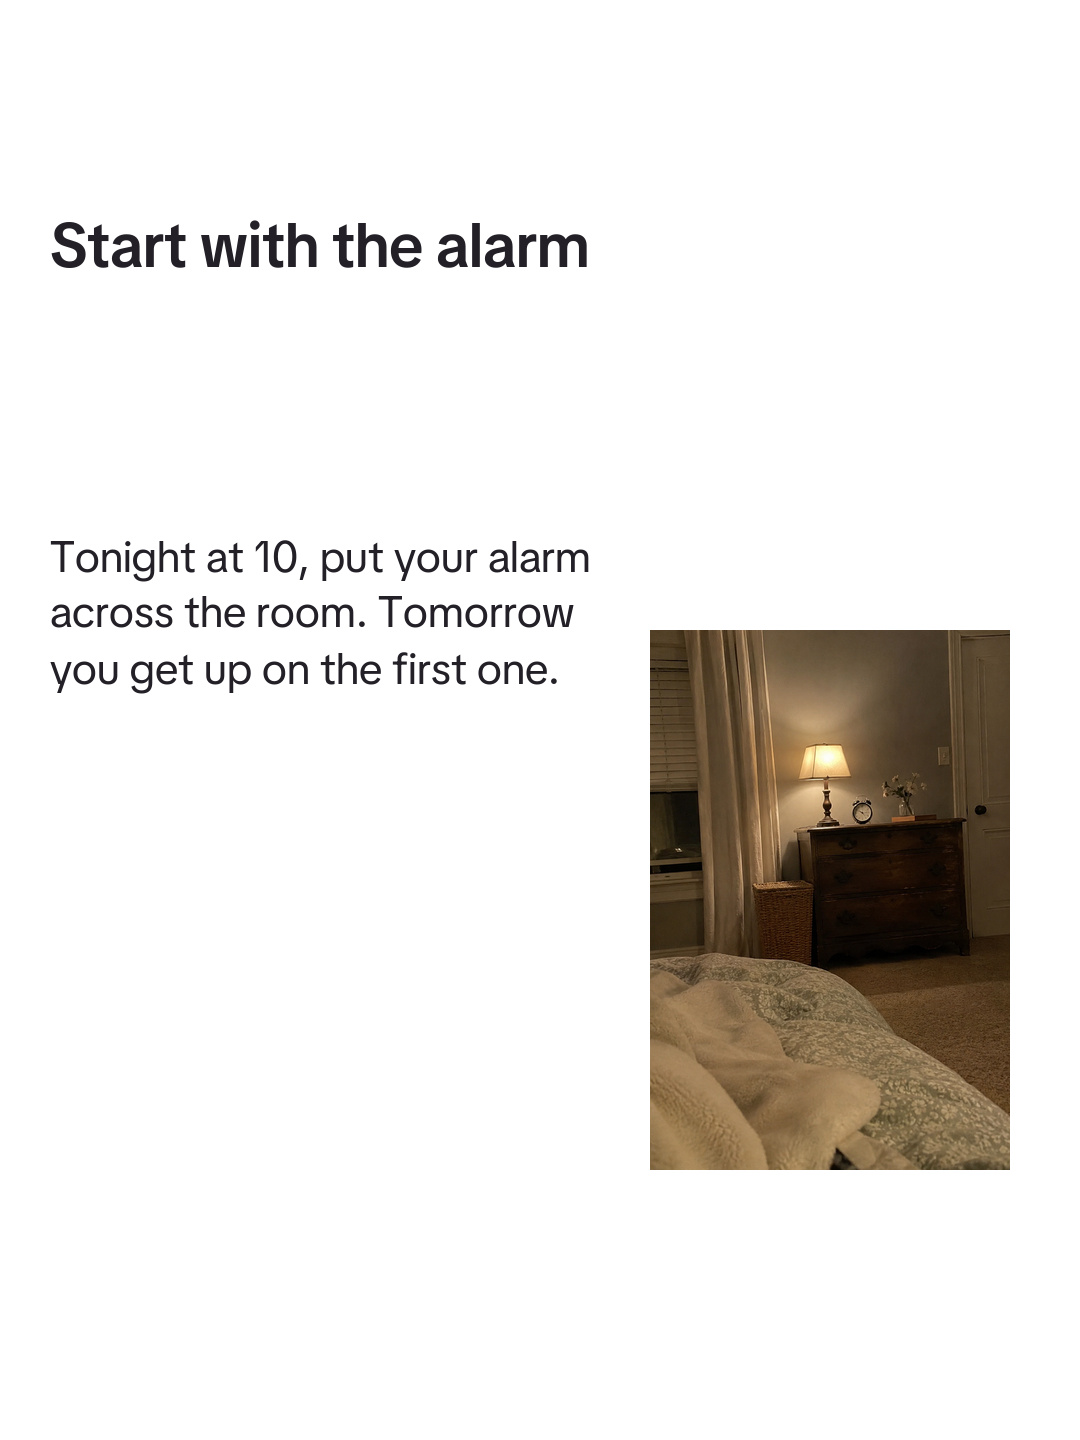 Start with the alarm
Tonight at 10, put your alarm
across the room. Tomorrow
you get up on the first one.